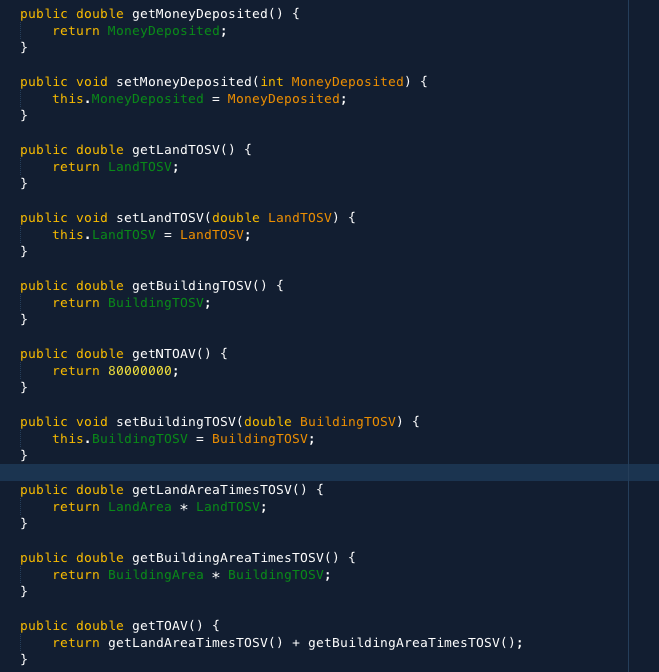 public double getMoneyDeposited() {
return MoneyDeposited;
}
public void setMoneyDeposited(int MoneyDeposited) {
this.MoneyDeposited = MoneyDeposited;
}
public double getLandTOSV() {
return LandTOSV;
}
public void setLandTOSV(double LandTOSV) {
this.LandTOSV = LandTOSV;
}
public double getBuildingTOSV() {
return BuildingTOSV;
}
public double getNTOAV() {
return 80000000;
}
public void setBuildingTOSV(double BuildingTOSV) {
this.BuildingTOSV = BuildingTOSV;
}
public double getLandAreaTimesTOSV() {
return LandArea * LandTOSV;
}
public double getBuildingAreaTimesTOSV() {
return BuildingArea * BuildingTOSV;
}
public double getTOAV() {
return getLandAreaTimesTOSV() + getBuildingAreaTimesTOSV();
}